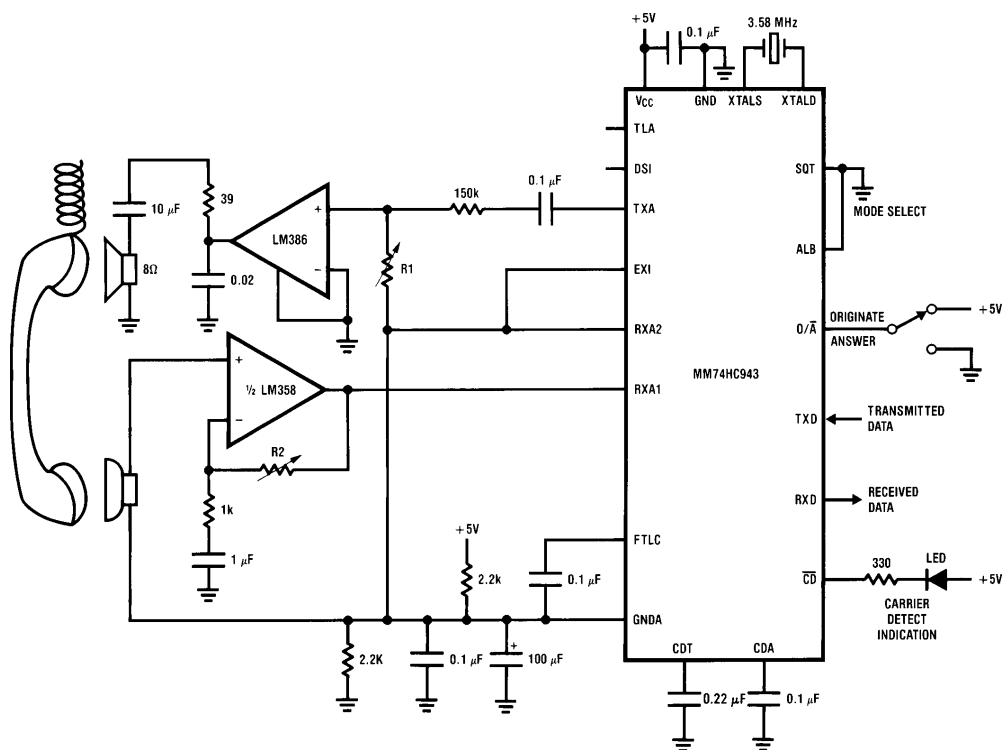 +5V
0.1 μF
3.58 MHz
VCC
GND
XTALS
XTALD
TLA
DSI
SQT
MODE SELECT
150k
0.1 μF
TXA
39
10 μF
LM386
+
−
R1
8Ω
0.02
EXI
ALB
ORIGINATE
ANSWER
+5V
O/A̅
RXA2
MM74HC943
+
½ LM358
−
RXA1
R2
TXD
TRANSMITTED
DATA
1k
RXD
RECEIVED
DATA
1 μF
+5V
2.2k
0.1 μF
FTLC
330
LED
C̅D̅
+5V
CARRIER
DETECT
INDICATION
GNDA
2.2K
0.1 μF
+
100 μF
CDT
CDA
0.22 μF
0.1 μF